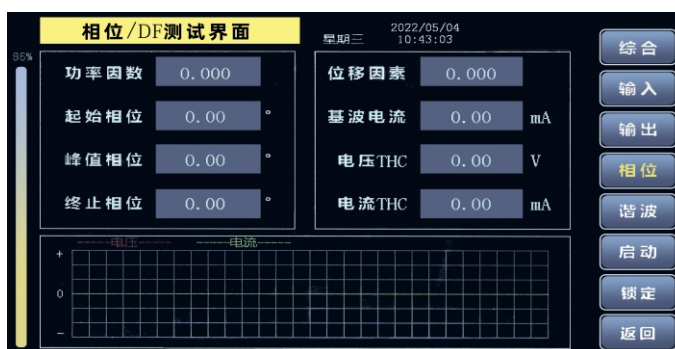 相位/DF测试界面
星期三
2022/05/04
10:43:03
85%
功率因数 0.000
起始相位 0.00 °
峰值相位 0.00 °
终止相位 0.00 °
位移因素 0.000
基波电流 0.00 mA
电压THC 0.00 V
电流THC 0.00 mA
-----电压----- -----电流-----
+
0
-
综合
输入
输出
相位
谐波
启动
锁定
返回